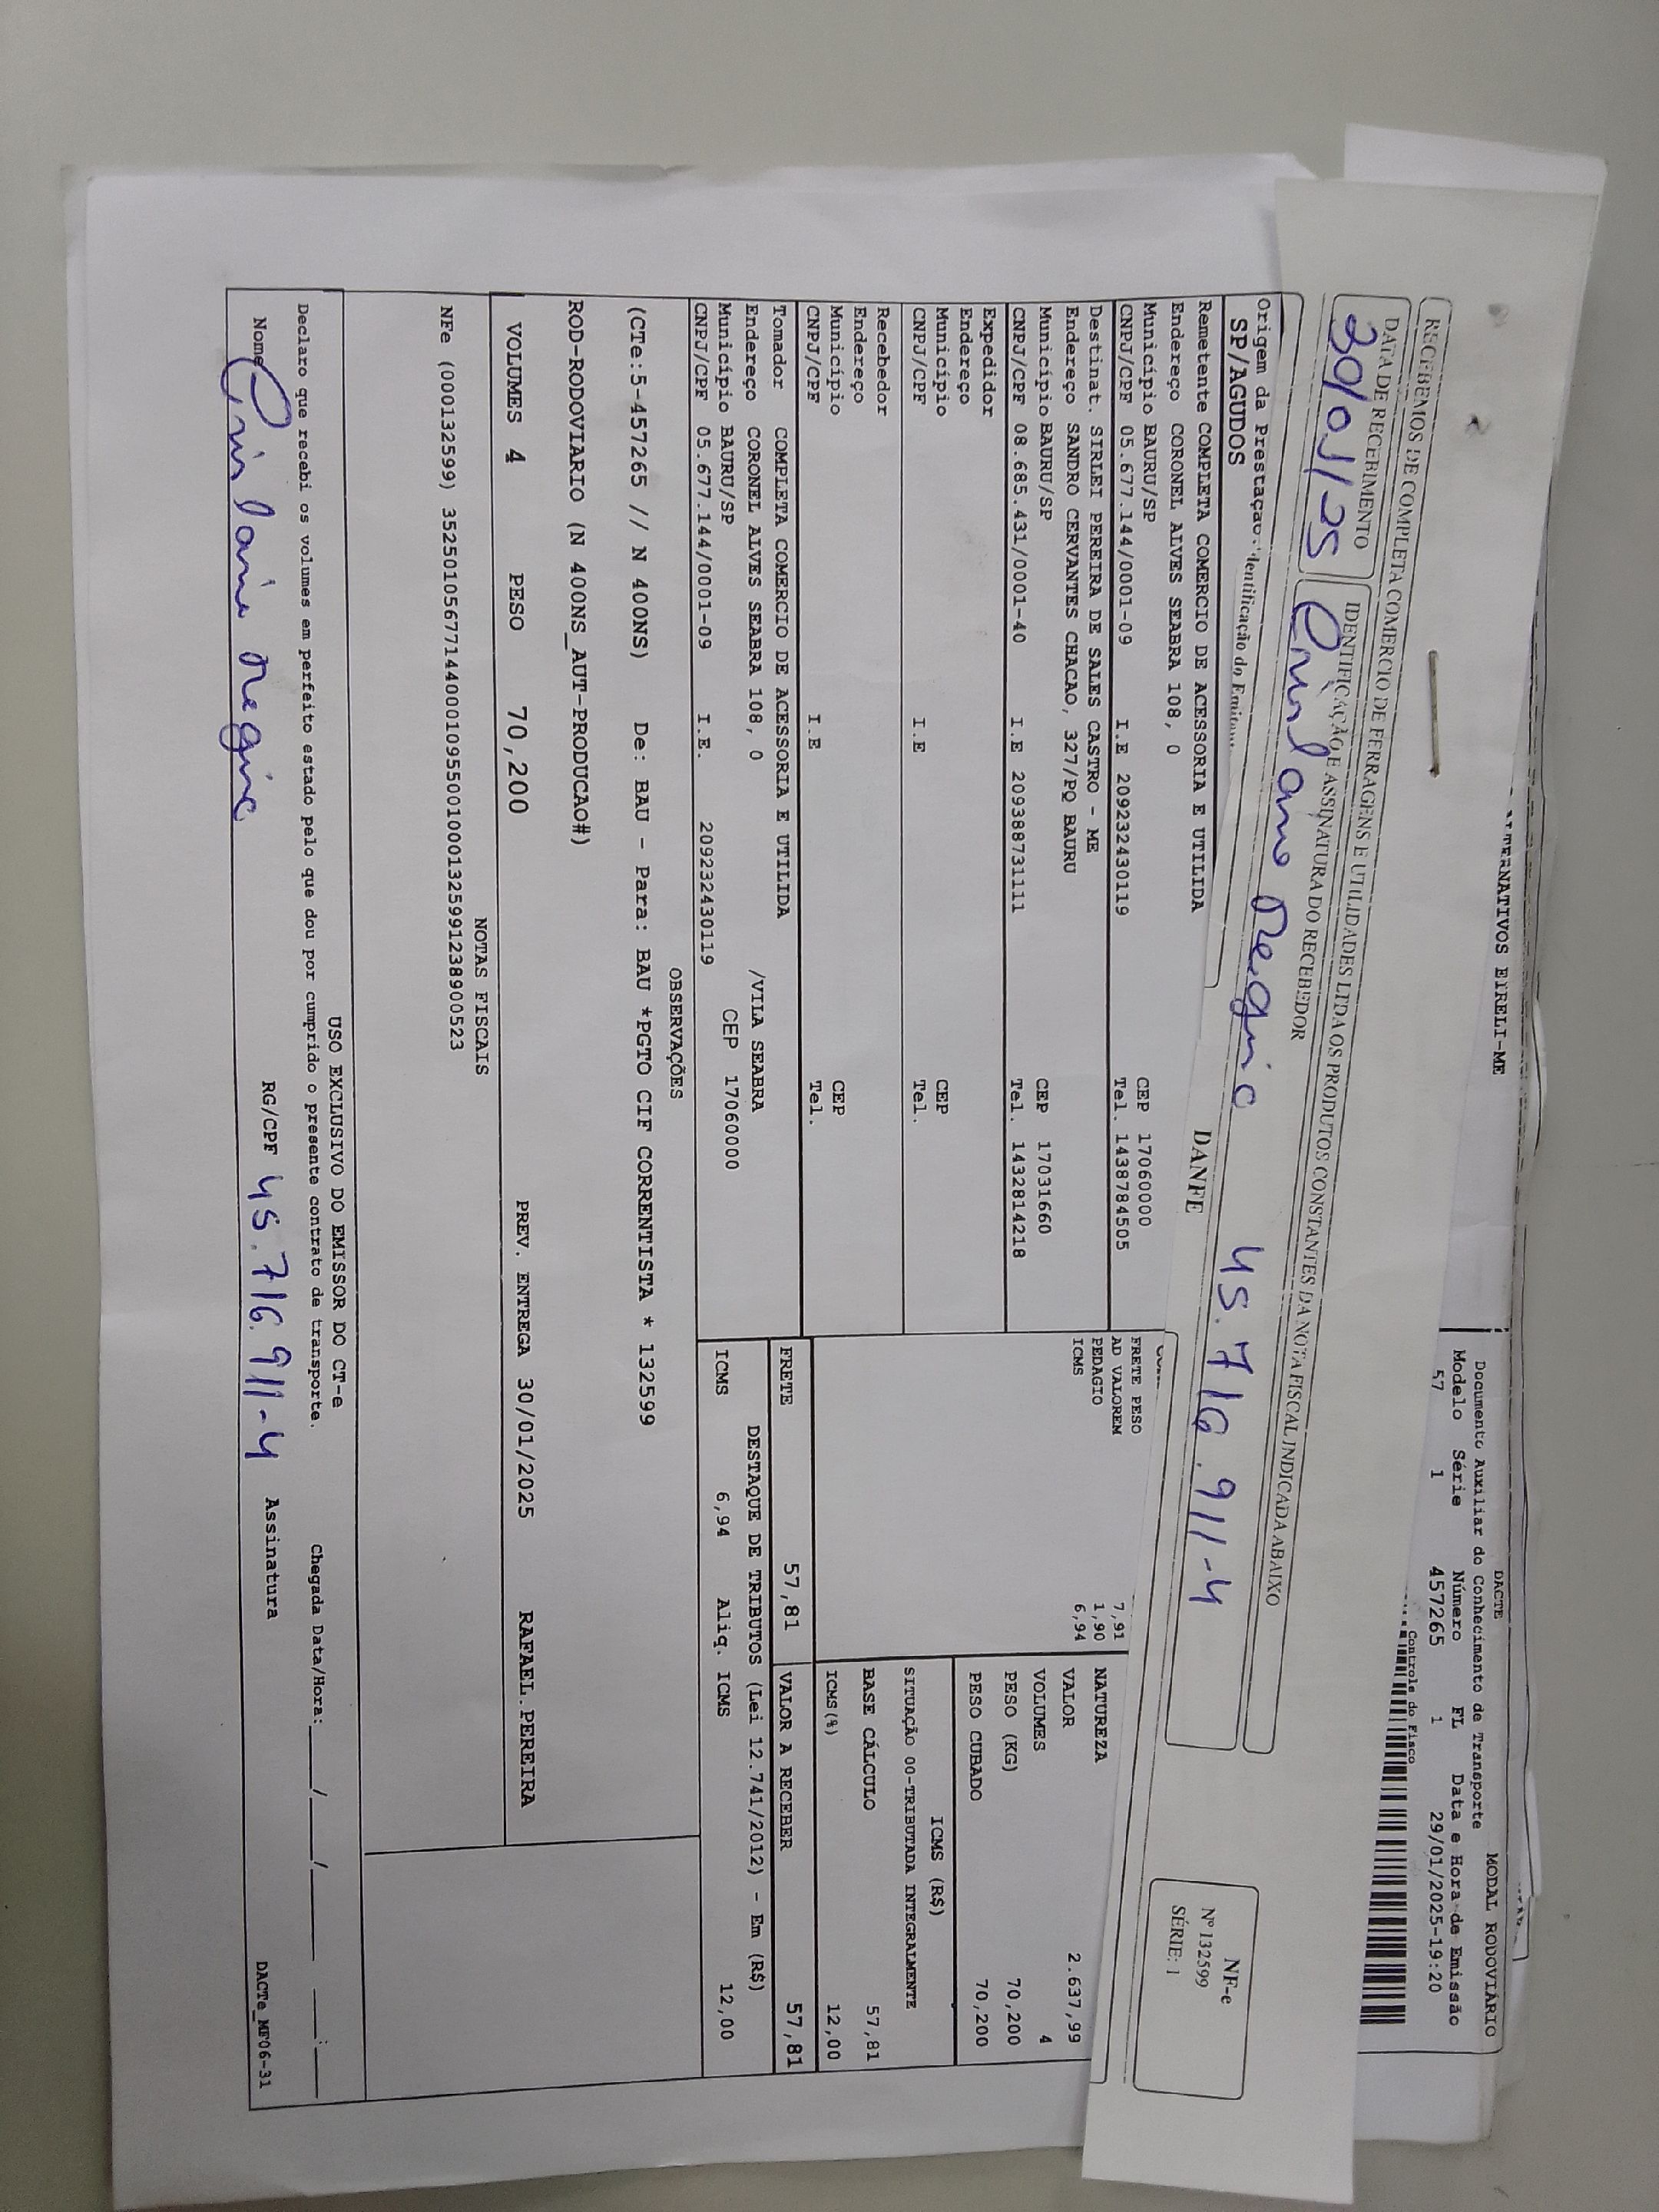 ALTERNATIVOS EIRELI-ME
DACTE
MODAL RODOVIÁRIO
Documento Auxiliar do Conhecimento de Transporte
Modelo Série Número FL Data e Hora de Emissão
57 1 457265 1 29/01/2025-19:20
Controle do Fisco
RECEBEMOS DE COMPLETA COMERCIO DE FERRAGENS E UTILIDADES LTDA OS PRODUTOS CONSTANTES DA NOTA FISCAL INDICADA ABAIXO
DATA DE RECEBIMENTO
IDENTIFICAÇÃO E ASSINATURA DO RECEBEDOR
30/01/25
45.716.911-4
NF-e
Nº 132599
SÉRIE: 1
Identificação do Emitente
DANFE
Origem da Prestação
SP/AGUDOS
Remetente COMPLETA COMERCIO DE ACESSORIA E UTILIDA
Endereço CORONEL ALVES SEABRA 108, 0
Município BAURU/SP CEP 17060000
CNPJ/CPF 05.677.144/0001-09 I.E 209232430119 Tel. 1438784505
Destinat. SIRLEI PEREIRA DE SALES CASTRO - ME
Endereço SANDRO CERVANTES CHACAO, 327/PQ BAURU
Município BAURU/SP CEP 17031660
CNPJ/CPF 08.685.431/0001-40 I.E 209388731111 Tel. 1432814218
Expedidor
Endereço
Município CEP
CNPJ/CPF I.E Tel.
Recebedor
Endereço
Município CEP
CNPJ/CPF I.E Tel.
FRETE PESO
AD VALOREM 7,91
PEDAGIO 1,90
ICMS 6,94
NATUREZA
VALOR 2.637,99
VOLUMES 4
PESO (KG) 70,200
PESO CUBADO 70,200
ICMS (R$)
SITUAÇÃO 00-TRIBUTADA INTEGRALMENTE
BASE CÁLCULO 57,81
ICMS(%) 12,00
Tomador COMPLETA COMERCIO DE ACESSORIA E UTILIDA
Endereço CORONEL ALVES SEABRA 108, 0 /VILA SEABRA
Município BAURU/SP CEP 17060000
CNPJ/CPF 05.677.144/0001-09 I.E. 209232430119
FRETE 57,81 VALOR A RECEBER 57,81
DESTAQUE DE TRIBUTOS (Lei 12.741/2012) - Em (R$)
ICMS 6,94 Aliq. ICMS 12,00
OBSERVAÇÕES
(CTe:5-457265 // N 400NS) De: BAU - Para: BAU *PGTO CIF CORRENTISTA * 132599
ROD-RODOVIARIO (N 400NS_AUT-PRODUCAO#)
VOLUMES 4 PESO 70,200 PREV. ENTREGA 30/01/2025 RAFAEL.PEREIRA
NOTAS FISCAIS
NFe (000132599) 35250105677144000109550010001325991238900523
USO EXCLUSIVO DO EMISSOR DO CT-e
Declaro que recebi os volumes em perfeito estado pelo que dou por cumprido o presente contrato de transporte. Chegada Data/Hora:____/____/______ ___:___
Nome RG/CPF 45.716.911-4 Assinatura
DACTe_MF06-31